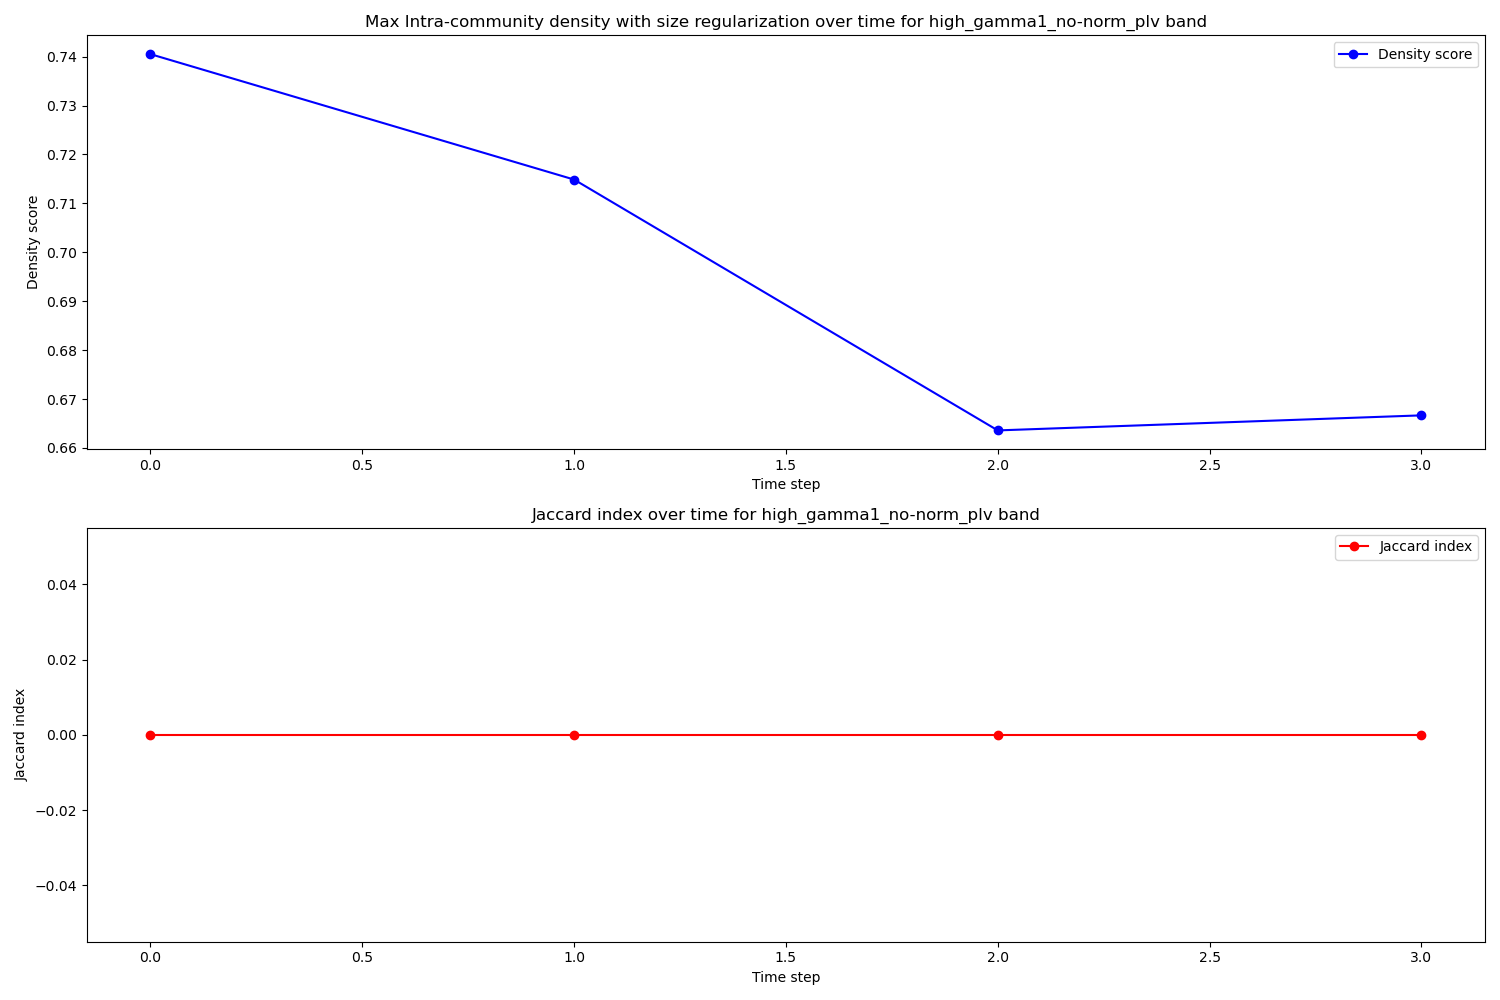 Max Intra-community density with size regularization over time for high_gamma1_no-norm_plv band
Density score
0.74
0.73
0.72
0.71
0.70
0.69
0.68
0.67
0.66
Density score
0.0 0.5 1.0 1.5 2.0 2.5 3.0
Time step
Jaccard index over time for high_gamma1_no-norm_plv band
Jaccard index
0.04
0.02
0.00
−0.02
−0.04
Jaccard index
0.0 0.5 1.0 1.5 2.0 2.5 3.0
Time step